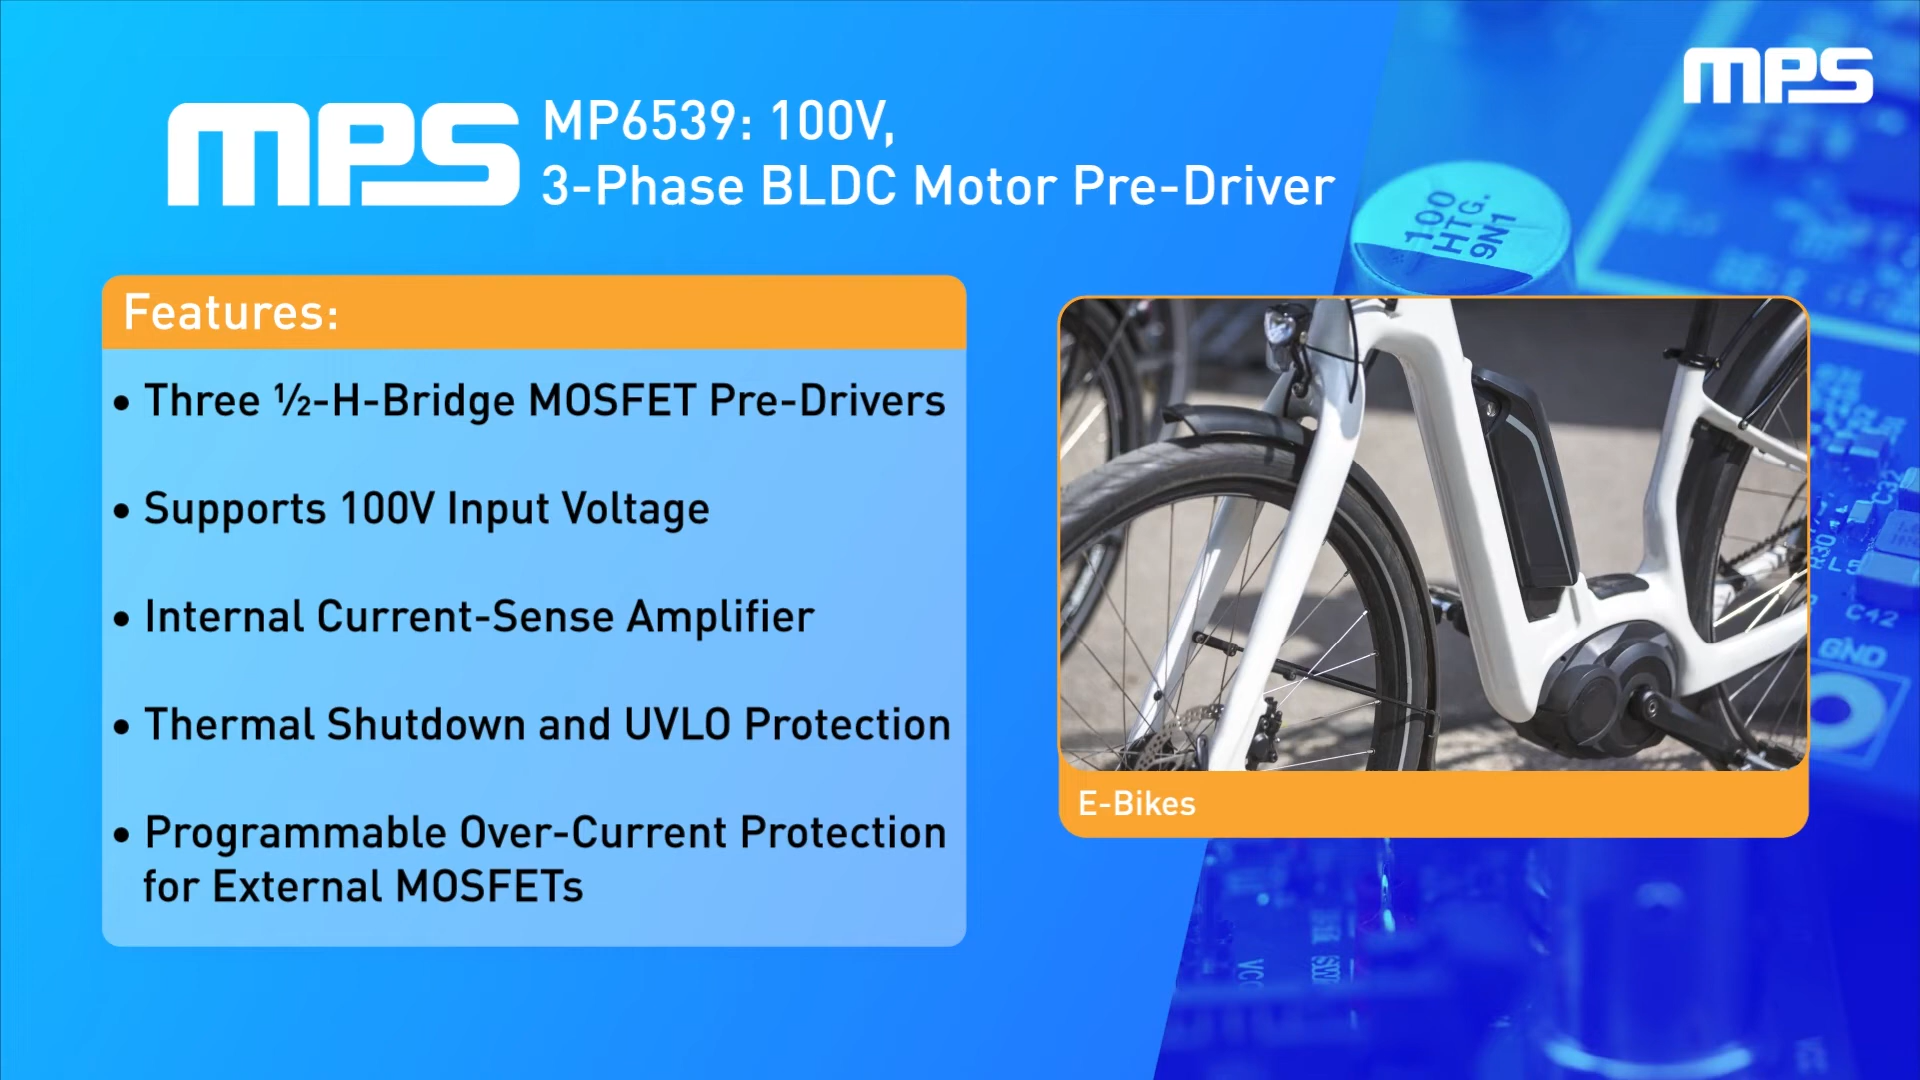 MPS
MPS
MP6539: 100V,
3-Phase BLDC Motor Pre-Driver
100
HTG.
9N1
Features:
• Three ½-H-Bridge MOSFET Pre-Drivers
• Supports 100V Input Voltage
• Internal Current-Sense Amplifier
• Thermal Shutdown and UVLO Protection
• Programmable Over-Current Protection
for External MOSFETs
E-Bikes
C32
R30
C42
GND